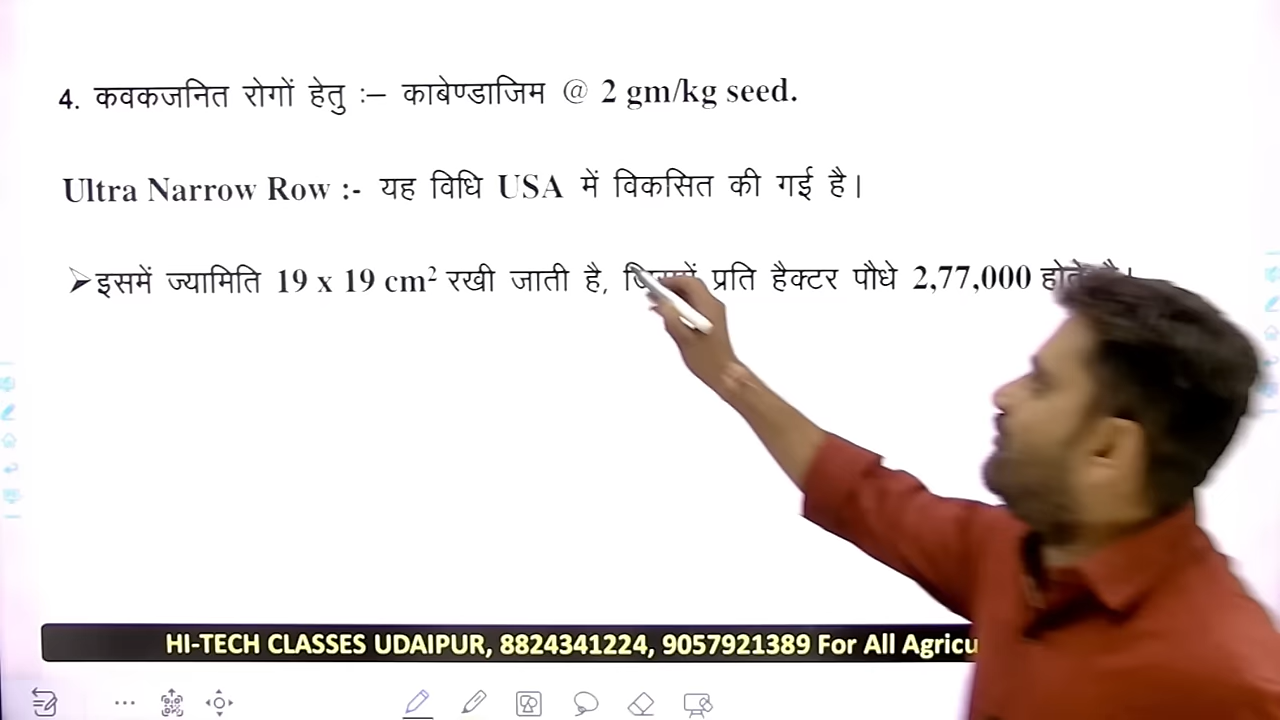 4. कवकजनित रोगों हेतु :– काबेण्डाजिम @ 2 gm/kg seed.
Ultra Narrow Row :- यह विधि USA में विकसित की गई है।
➢इसमें ज्यामिति 19 x 19 cm² रखी जाती है, प्रति हैक्टर पौधे 2,77,000
HI-TECH CLASSES UDAIPUR, 8824341224, 9057921389 For All